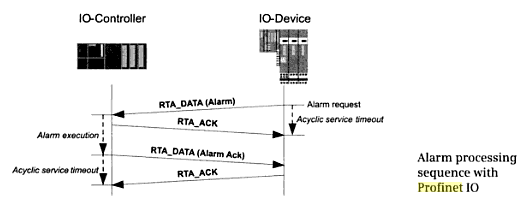 IO-Controller
IO-Device
RTA_DATA (Alarm)
Alarm request
RTA_ACK
Acyclic service timeout
Alarm execution
RTA_DATA (Alarm Ack)
Acyclic service timeout
RTA_ACK
Alarm processing
sequence with
Profinet IO